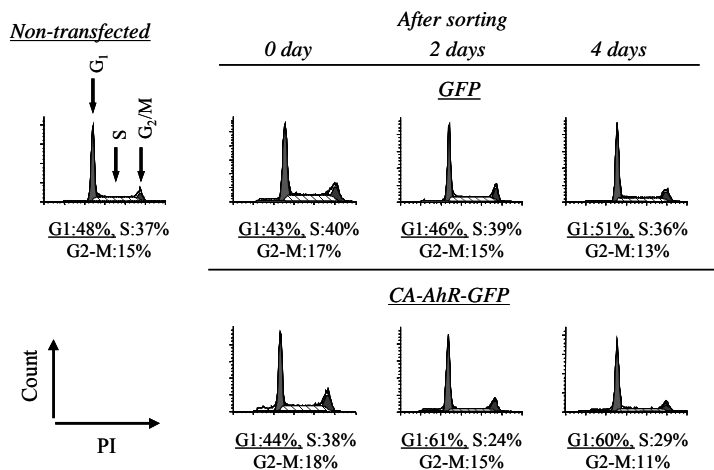 Non-transfected
After sorting
0 day 2 days 4 days
GFP
G1
S
G2/M
G1:48%, S:37%
G2-M:15%
G1:43%, S:40%
G2-M:17%
G1:46%, S:39%
G2-M:15%
G1:51%, S:36%
G2-M:13%
CA-AhR-GFP
Count
PI
G1:44%, S:38%
G2-M:18%
G1:61%, S:24%
G2-M:15%
G1:60%, S:29%
G2-M:11%